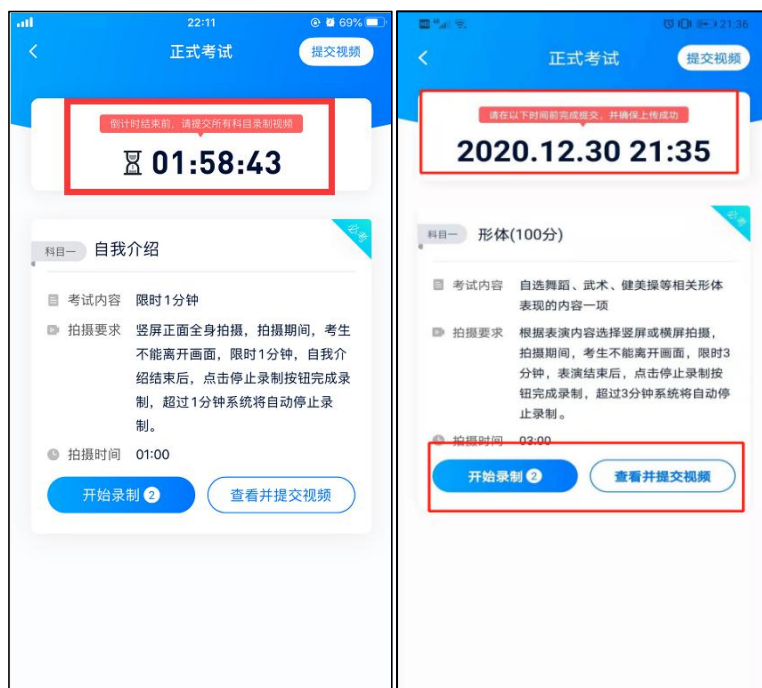 22:11
69%
正式考试
提交视频
倒计时结束前，请提交所有科目录制视频
01:58:43
必考
科目一
自我介绍
考试内容 限时1分钟
拍摄要求 竖屏正面全身拍摄，拍摄期间，考生
不能离开画面，限时1分钟，自我介
绍结束后，点击停止录制按钮完成录
制，超过1分钟系统将自动停止录
制。
拍摄时间 01:00
开始录制 2
查看并提交视频
21:36
正式考试
提交视频
请在以下时间前完成提交，并确保上传成功
2020.12.30 21:35
必考
科目一
形体(100分)
考试内容 自选舞蹈、武术、健美操等相关形体
表现的内容一项
拍摄要求 根据表演内容选择竖屏或横屏拍摄，
拍摄期间，考生不能离开画面，限时3
分钟，表演结束后，点击停止录制按
钮完成录制，超过3分钟系统将自动停
止录制。
拍摄时间 03:00
开始录制 2
查看并提交视频